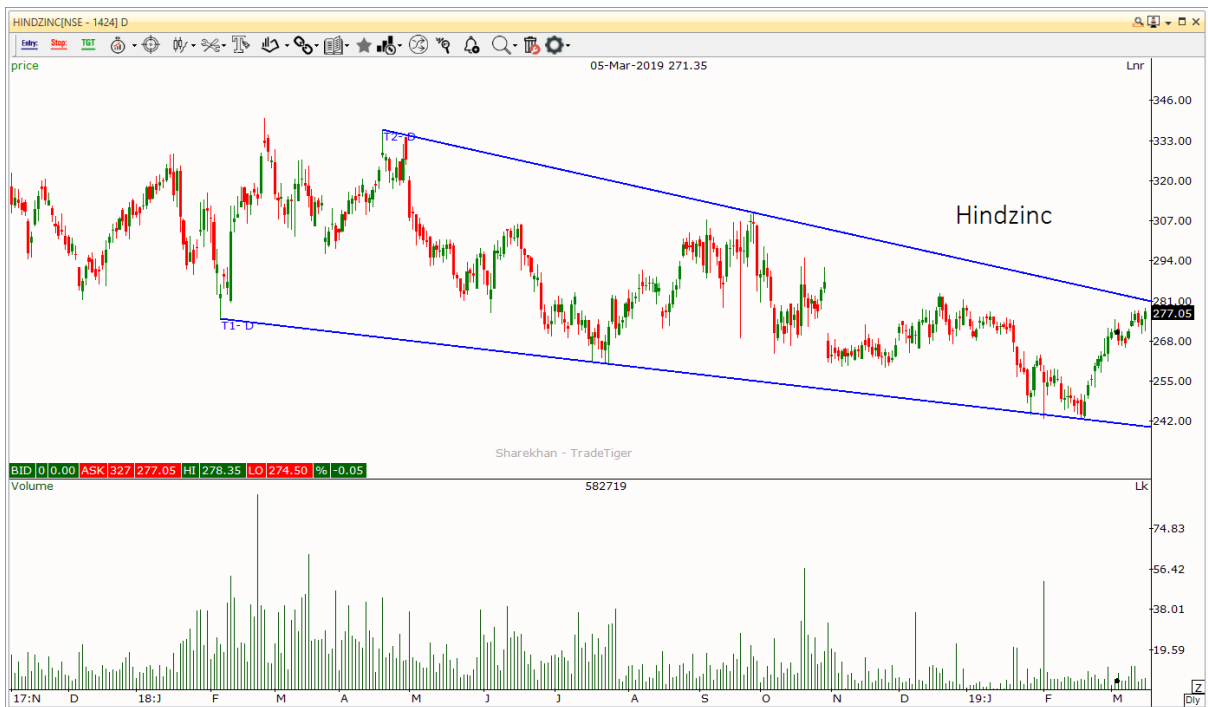 HINDZINC[NSE - 1424] D
Entry: Stop: TGT
price 05-Mar-2019 271.35 Lnr
346.00
333.00
T2- D
320.00
Hindzinc
307.00
294.00
281.00
277.05
T1- D
268.00
255.00
242.00
Sharekhan - TradeTiger
BID 0 0.00 ASK 327 277.05 HI 278.35 LO 274.50 % -0.05
Volume 582719 Lk
74.83
56.42
38.01
19.59
17:N D 18:J F M A M J J A S O N D 19:J F M Z
Dly